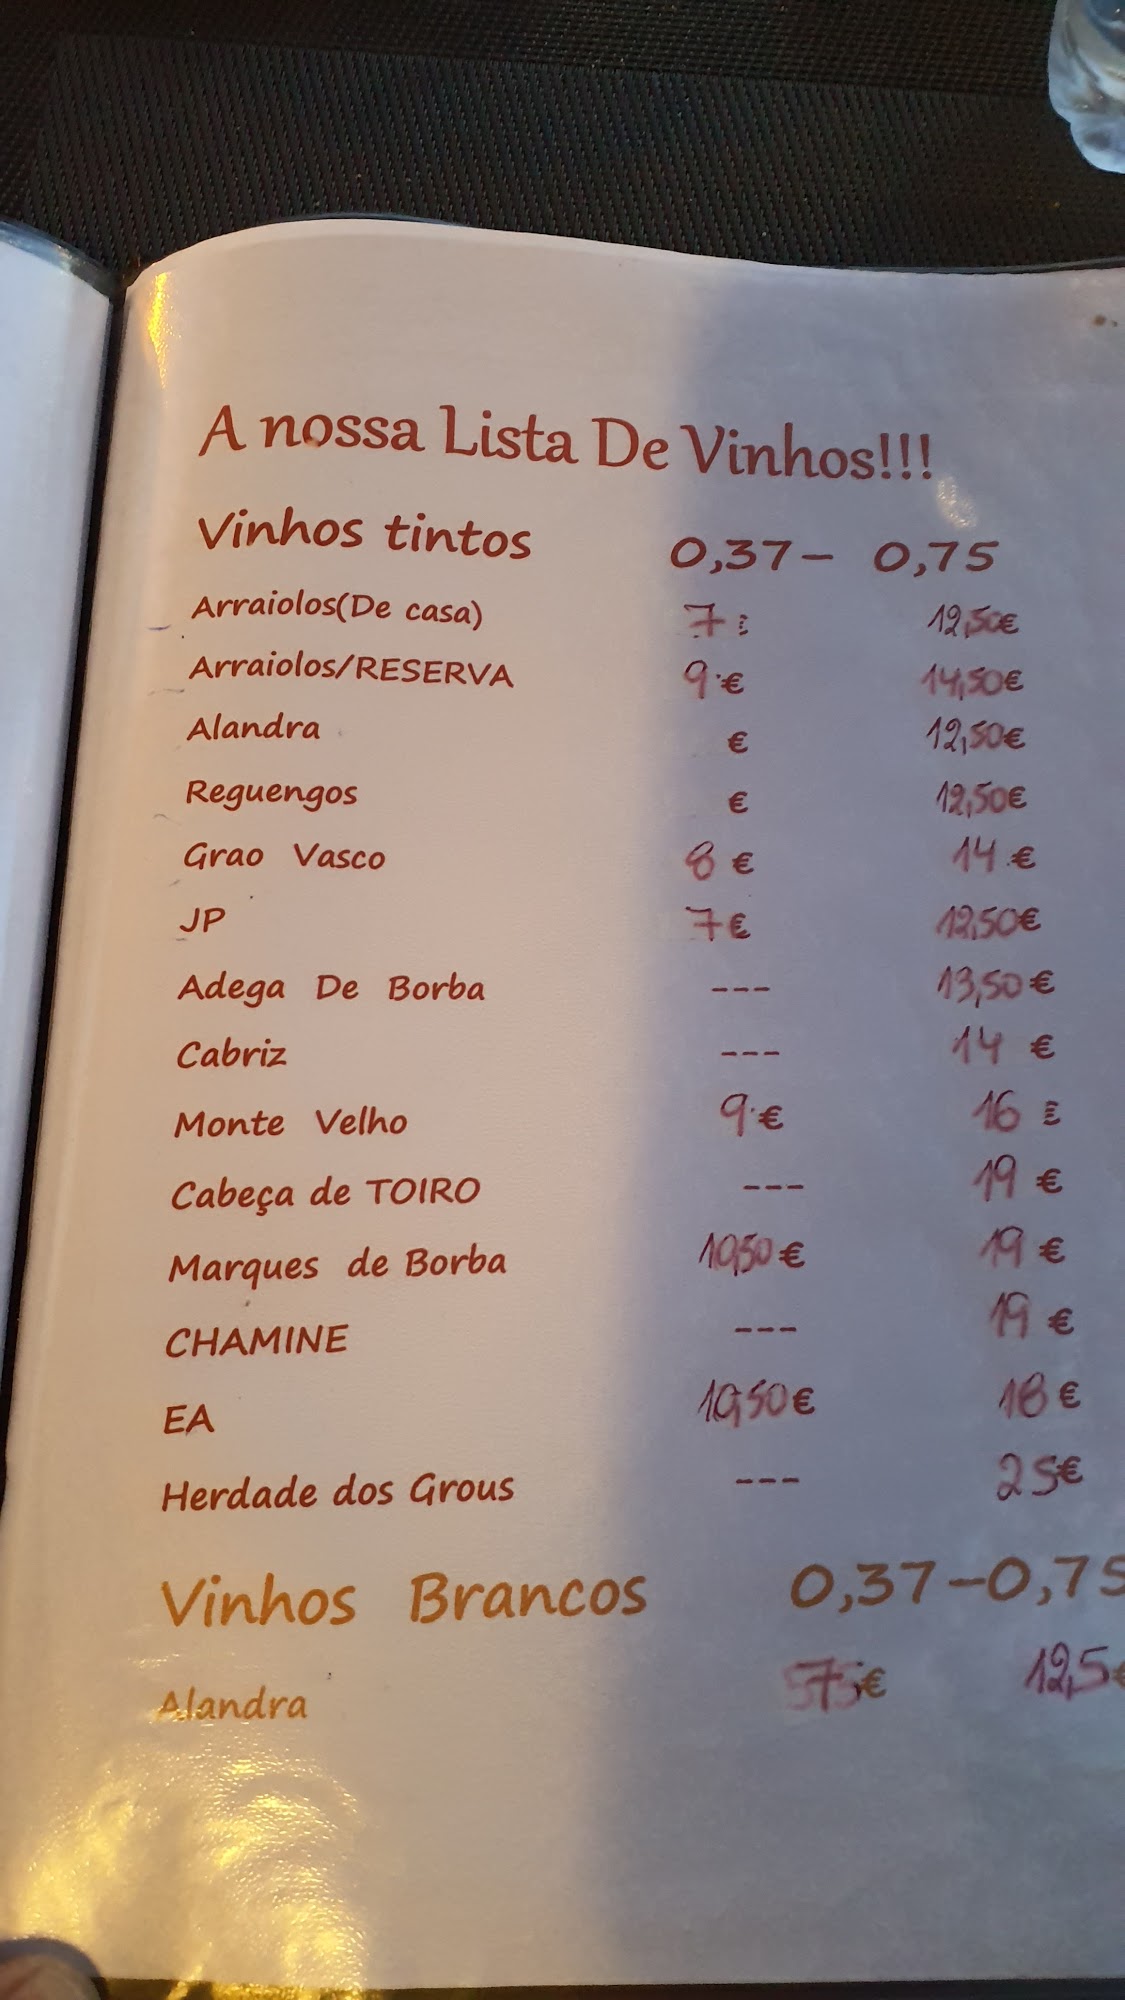 A nossa Lista De Vinhos!!!
Vinhos tintos 0,37- 0,75
Arraiolos(De casa) 7 12,50€
Arraiolos/RESERVA 9 € 14,50€
Alandra € 12,50€
Reguengos € 12,50€
Grao Vasco 8 € 14 €
JP 7€ 12,50€
Adega De Borba --- 13,50€
Cabriz --- 14 €
Monte Velho 9 € 16
Cabeça de TOIRO --- 19 €
Marques de Borba 10,50€ 19 €
CHAMINE --- 19 €
EA 10,50€ 18 €
Herdade dos Grous --- 25€
Vinhos Brancos 0,37-0,75
Alandra 12,5€